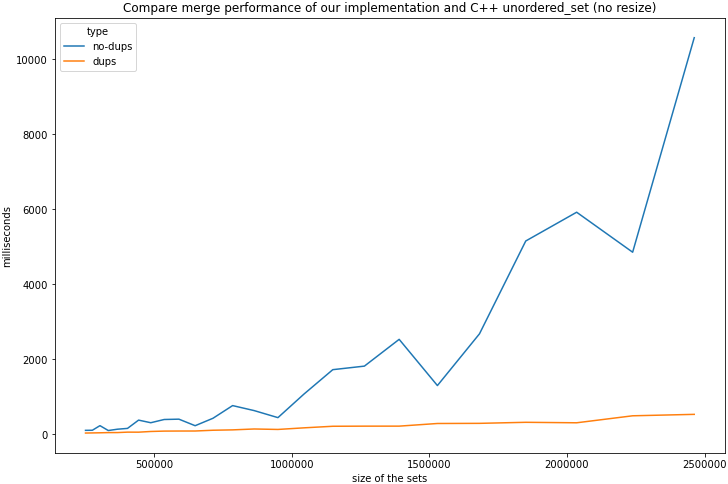 Compare merge performance of our implementation and C++ unordered_set (no resize)
type
no-dups
dups
10000
8000
6000
4000
2000
0
milliseconds
500000
1000000
1500000
2000000
2500000
size of the sets